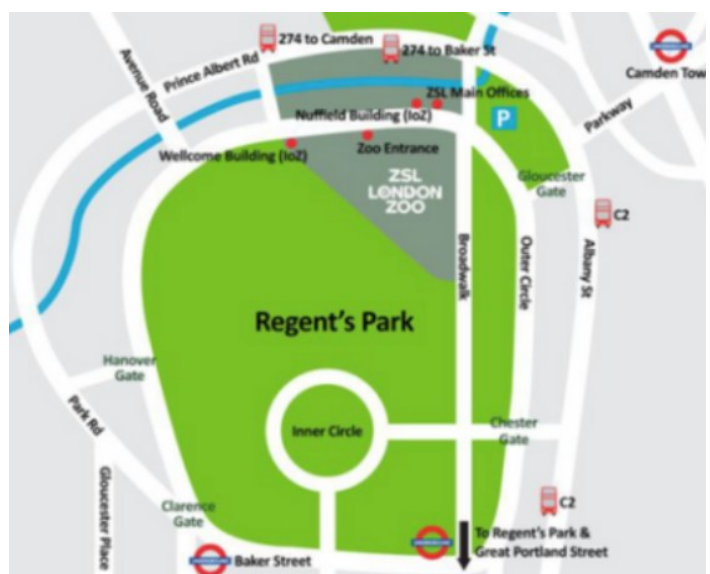 274 to Camden
274 to Baker St
Avenue Road
Prince Albert Rd
Camden Tow
ZSL Main Offices
Nuffield Building (IoZ)
P
Parkway
Wellcome Building (IoZ)
Zoo Entrance
ZSL
LONDON
ZOO
Gloucester
Gate
C2
Broadwalk
Outer Circle
Albany St
Regent's Park
Hanover
Gate
Park Rd
Inner Circle
Chester
Gate
Gloucester Place
Clarence
Gate
C2
To Regent's Park &
Great Portland Street
Baker Street